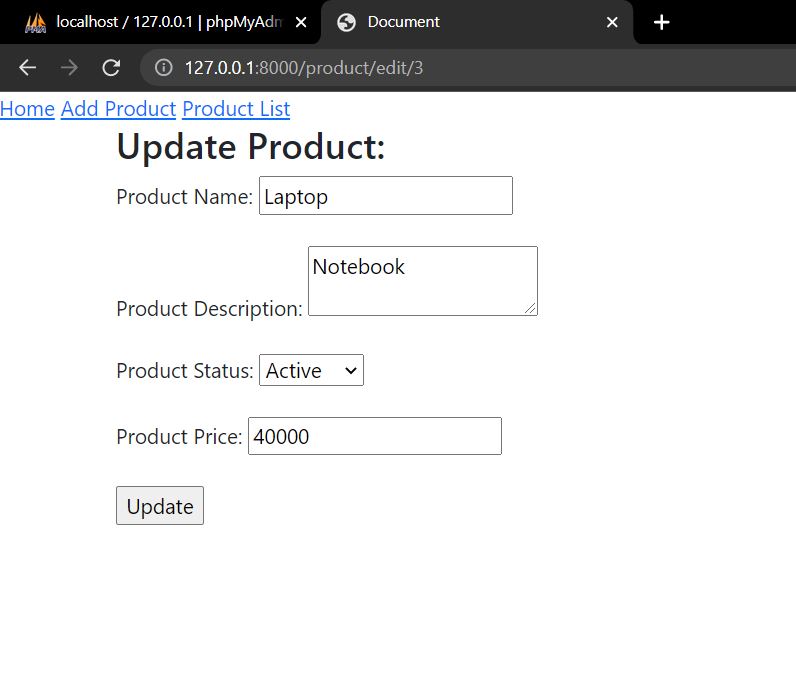 localhost / 127.0.0.1 | phpMyAdm
Document
127.0.0.1:8000/product/edit/3
Home Add Product Product List
Update Product:
Product Name: Laptop
Product Description: Notebook
Product Status: Active
Product Price: 40000
Update